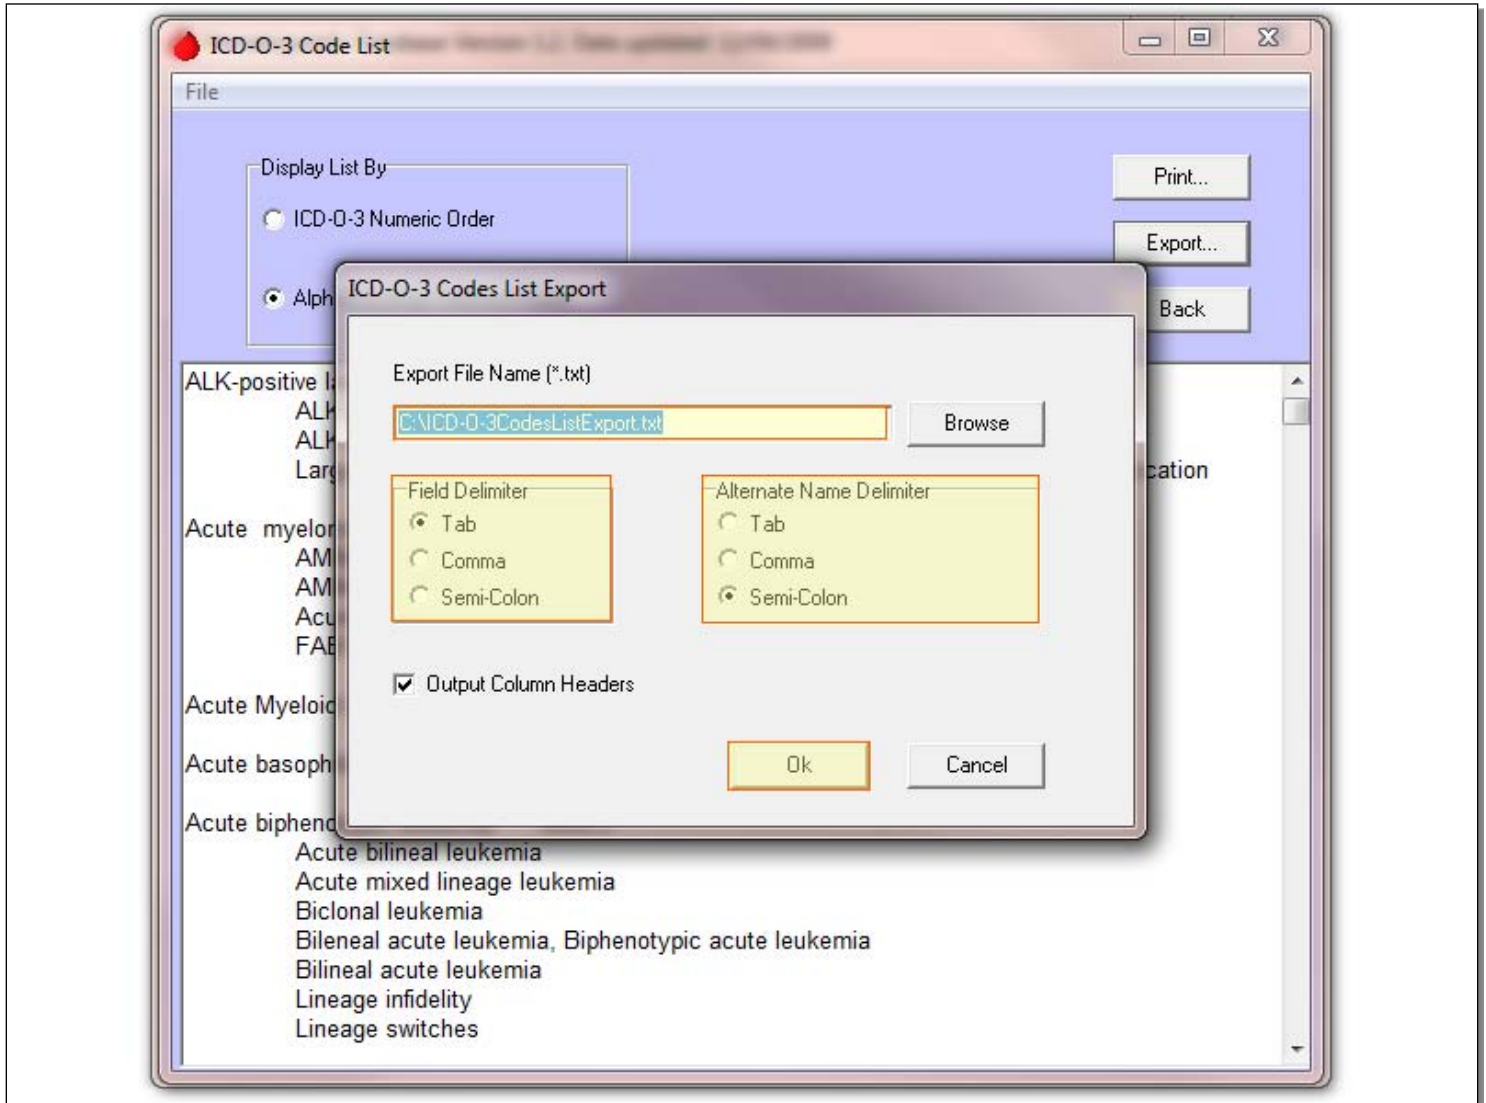 ICD-O-3 Code List
File
Display List By
ICD-O-3 Numeric Order
Alph
Print...
Export...
Back
ICD-O-3 Codes List Export
Export File Name (*.txt)
C:\ICD-O-3CodesListExport.txt
Browse
Field Delimiter
Tab
Comma
Semi-Colon
Alternate Name Delimiter
Tab
Comma
Semi-Colon
Output Column Headers
Ok
Cancel
ALK-positive
ALK
ALK
Larg cation
Acute myelo
AM
AM
Acu
FAB
Acute Myeloid
Acute basoph
Acute bipheno
Acute bilineal leukemia
Acute mixed lineage leukemia
Biclonal leukemia
Bileneal acute leukemia, Biphenotypic acute leukemia
Bilineal acute leukemia
Lineage infidelity
Lineage switches